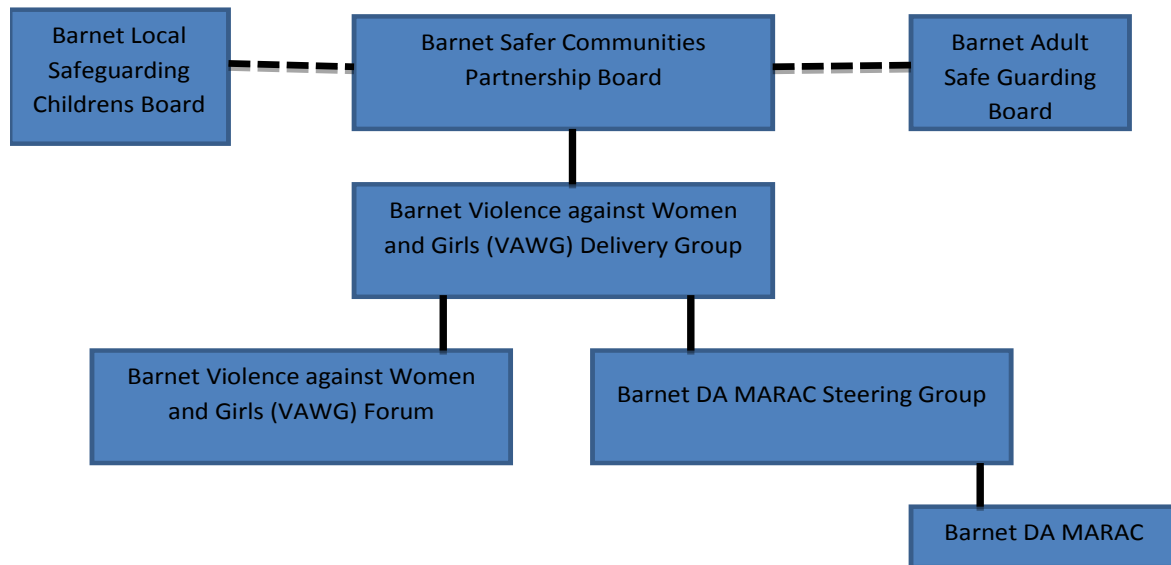 Barnet Local
Safeguarding
Childrens Board
Barnet Safer Communities
Partnership Board
Barnet Adult
Safe Guarding
Board
Barnet Violence against Women
and Girls (VAWG) Delivery Group
Barnet Violence against Women
and Girls (VAWG) Forum
Barnet DA MARAC Steering Group
Barnet DA MARAC